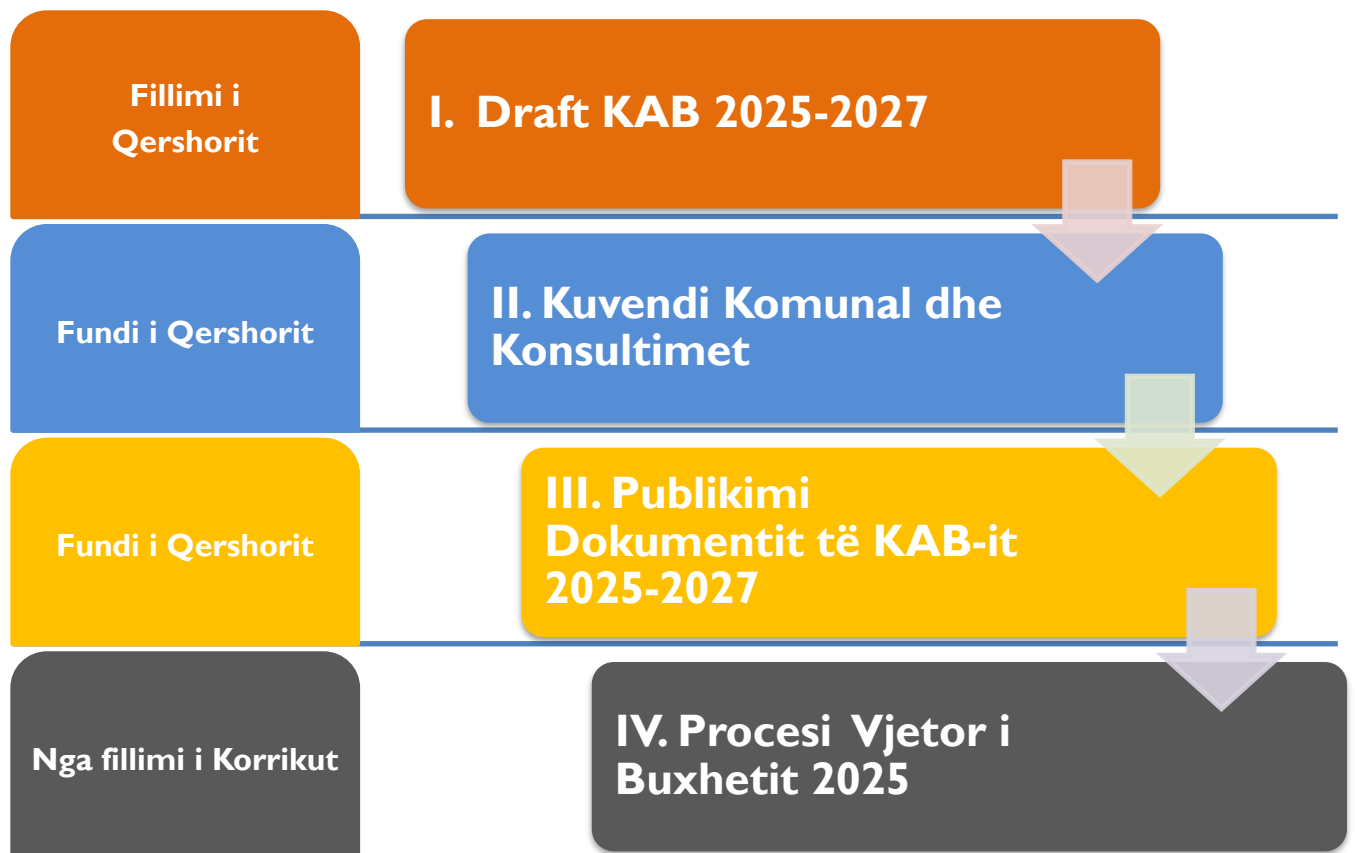 Fillimi i
Qershorit
I. Draft KAB 2025-2027
Fundi i Qershorit
II. Kuvendi Komunal dhe
Konsultimet
Fundi i Qershorit
III. Publikimi
Dokumentit të KAB-it
2025-2027
Nga fillimi i Korrikut
IV. Procesi Vjetor i
Buxhetit 2025